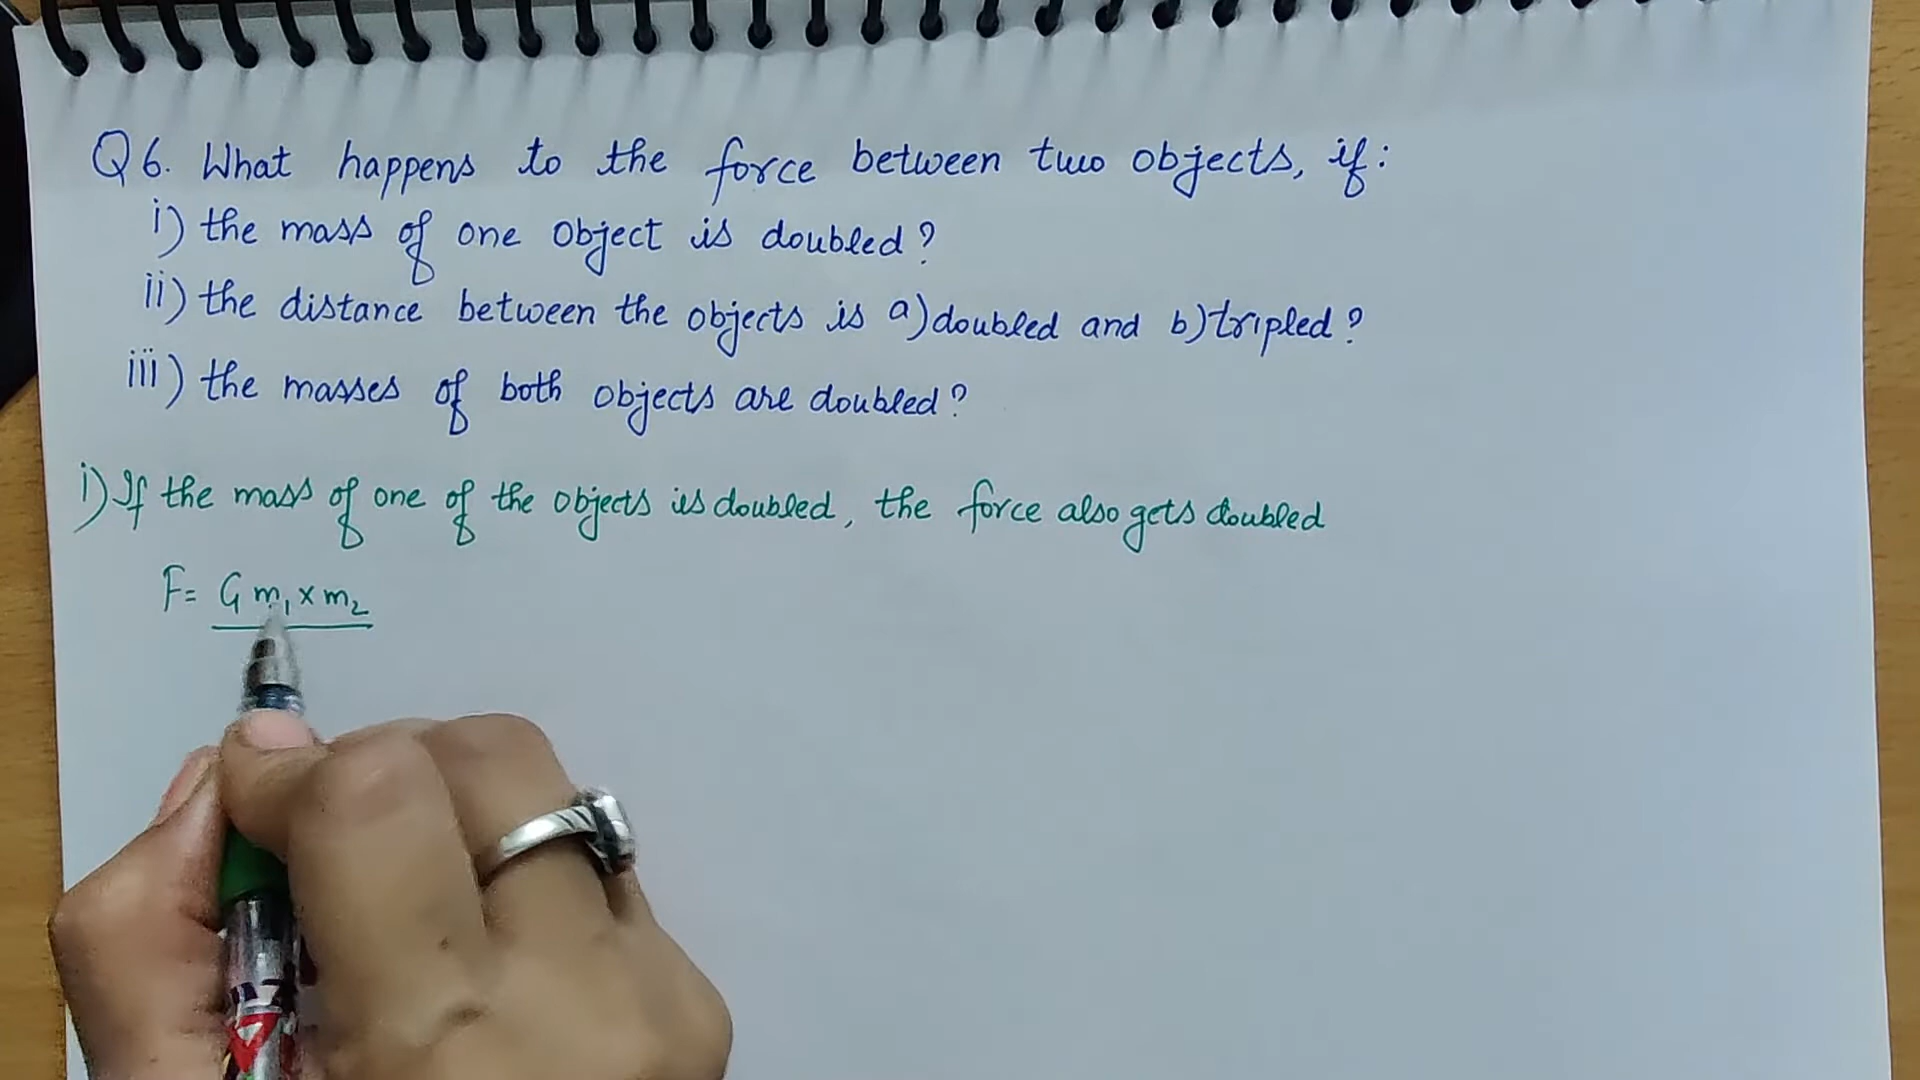 Q6. What happens to the force between two objects, if:
i) the mass of one object is doubled?
ii) the distance between the objects is a) doubled and b) tripled?
iii) the masses of both objects are doubled?
i) If the mass of one of the objects is doubled, the force also gets doubled
F = G m₁ × m₂